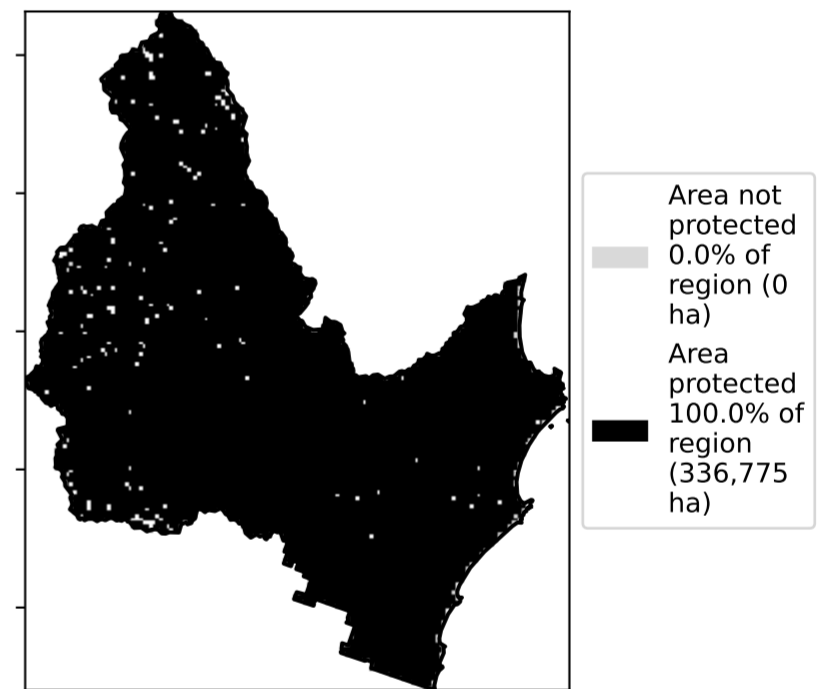 Area not
protected
0.0% of
region (0
ha)
Area
protected
100.0% of
region
(336,775
ha)